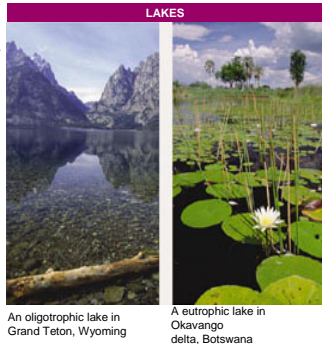 LAKES
An oligotrophic lake in
Grand Teton, Wyoming
A eutrophic lake in
Okavango
delta, Botswana